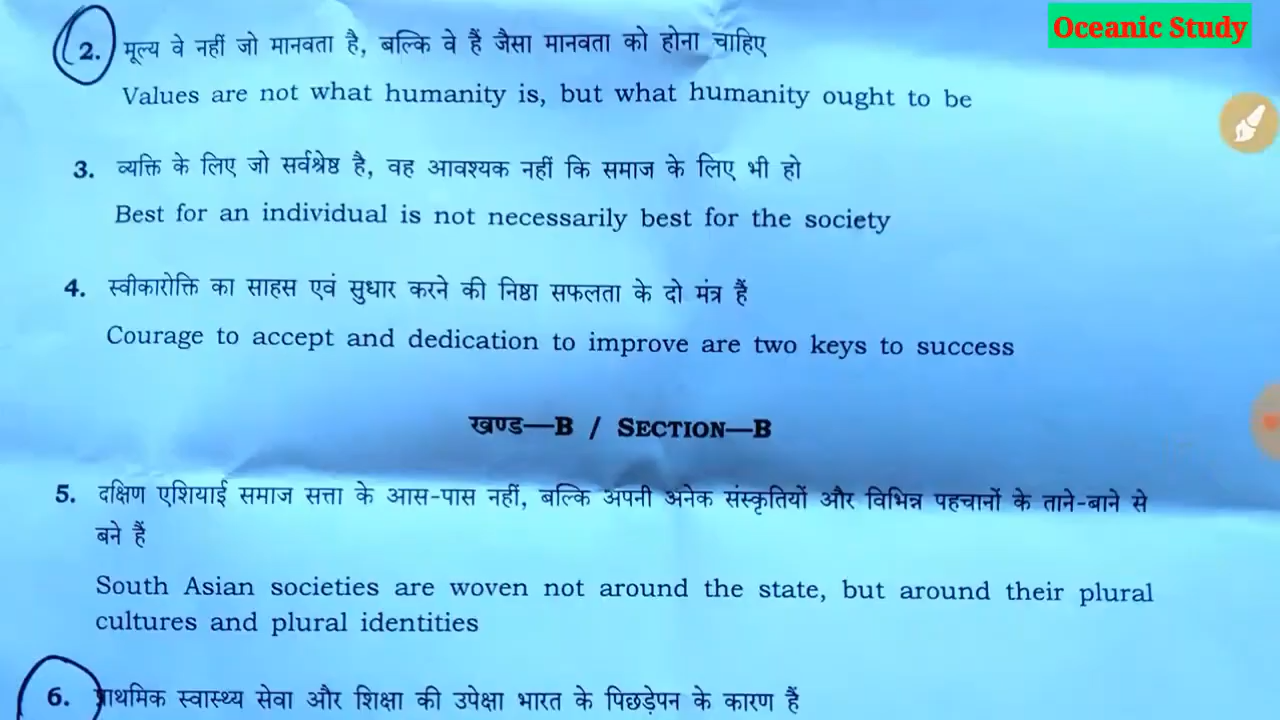 Oceanic Study
2. मूल्य वे नहीं जो मानवता है, बल्कि वे हैं जैसा मानवता को होना चाहिए
Values are not what humanity is, but what humanity ought to be
3. व्यक्ति के लिए जो सर्वश्रेष्ठ है, वह आवश्यक नहीं कि समाज के लिए भी हो
Best for an individual is not necessarily best for the society
4. स्वीकारोक्ति का साहस एवं सुधार करने की निष्ठा सफलता के दो मंत्र हैं
Courage to accept and dedication to improve are two keys to success
खण्ड—B / SECTION—B
5. दक्षिण एशियाई समाज सत्ता के आस-पास नहीं, बल्कि अपनी अनेक संस्कृतियों और विभिन्न पहचानों के ताने-बाने से
बने हैं
South Asian societies are woven not around the state, but around their plural
cultures and plural identities
6. प्राथमिक स्वास्थ्य सेवा और शिक्षा की उपेक्षा भारत के पिछड़ेपन के कारण हैं